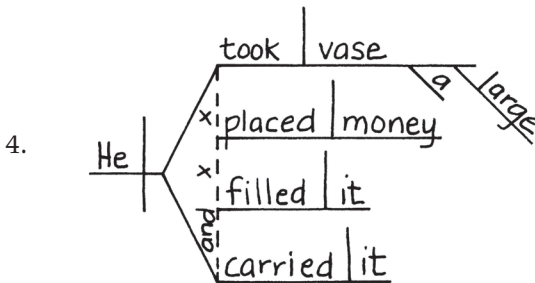 took vase
a
large
x
placed money
4.
He
x
filled it
and
carried it